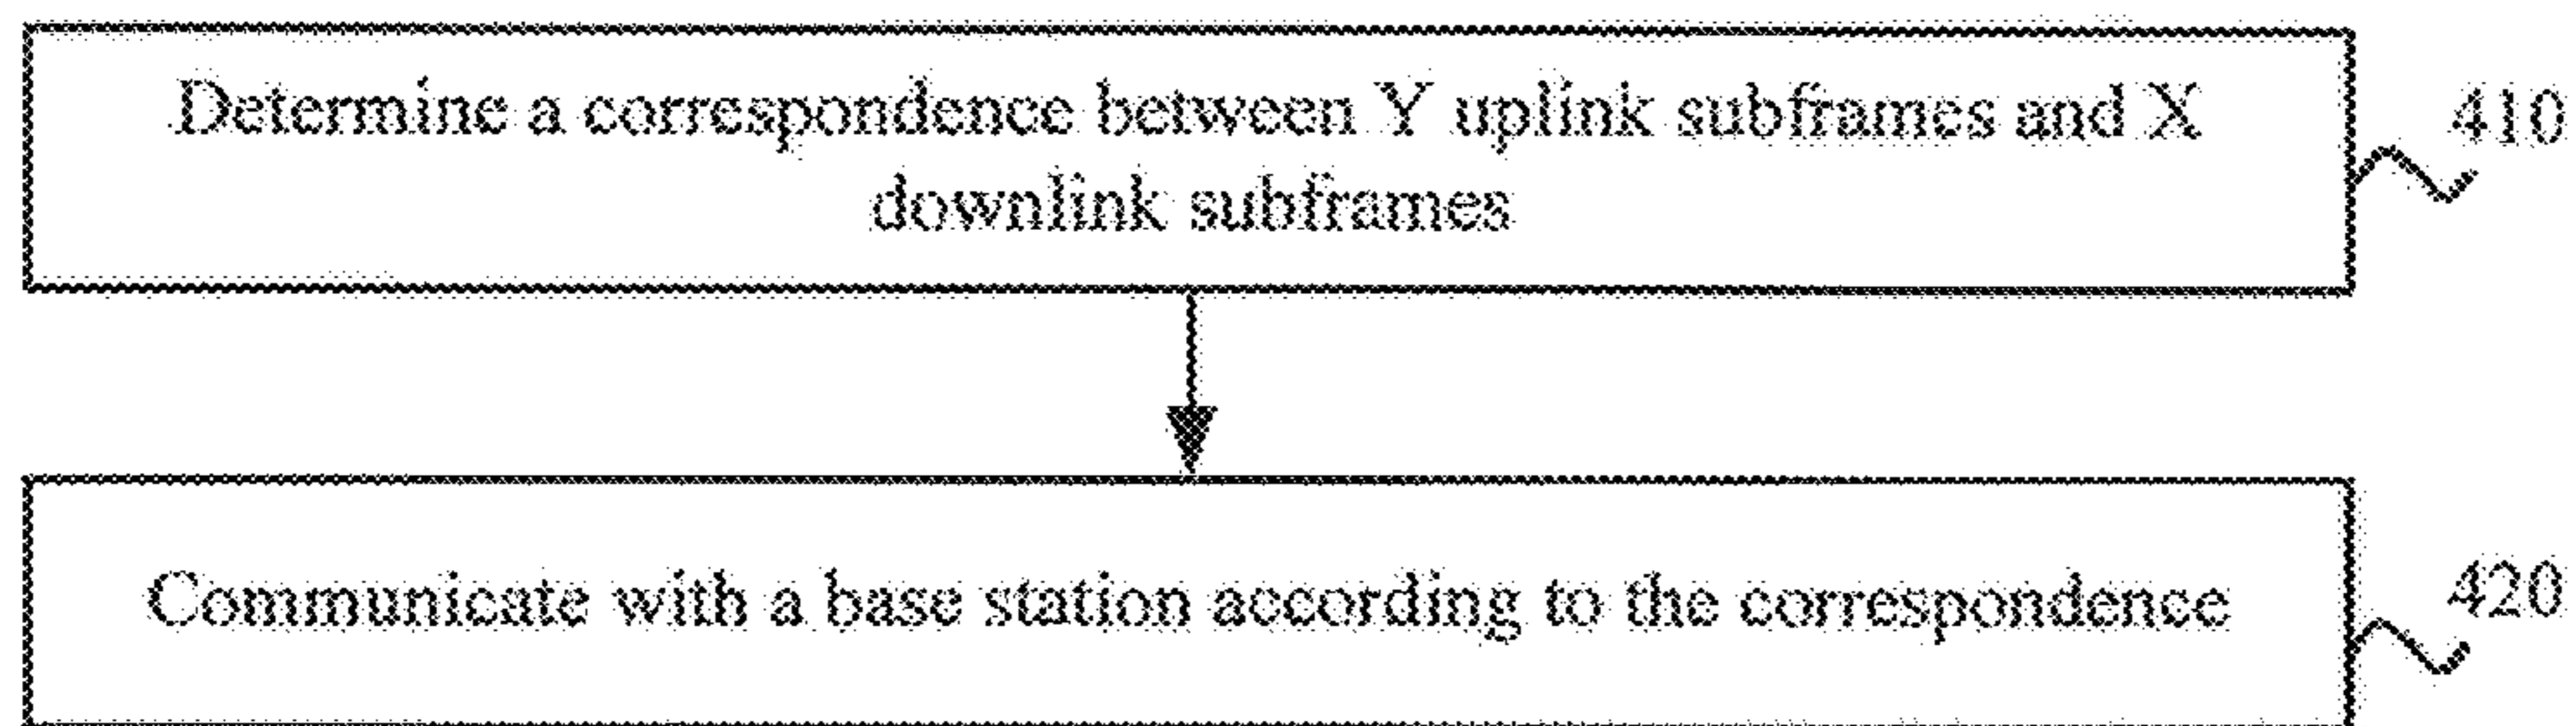 Determine a correspondence between Y uplink subframes and X
downlink subframes
410
Communicate with a base station according to the correspondence
420